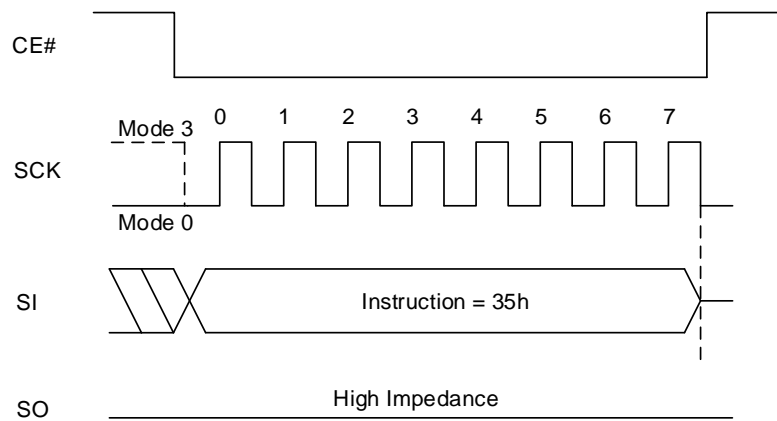 CE#
Mode 3
0 1 2 3 4 5 6 7
SCK
Mode 0
SI
Instruction = 35h
SO
High Impedance